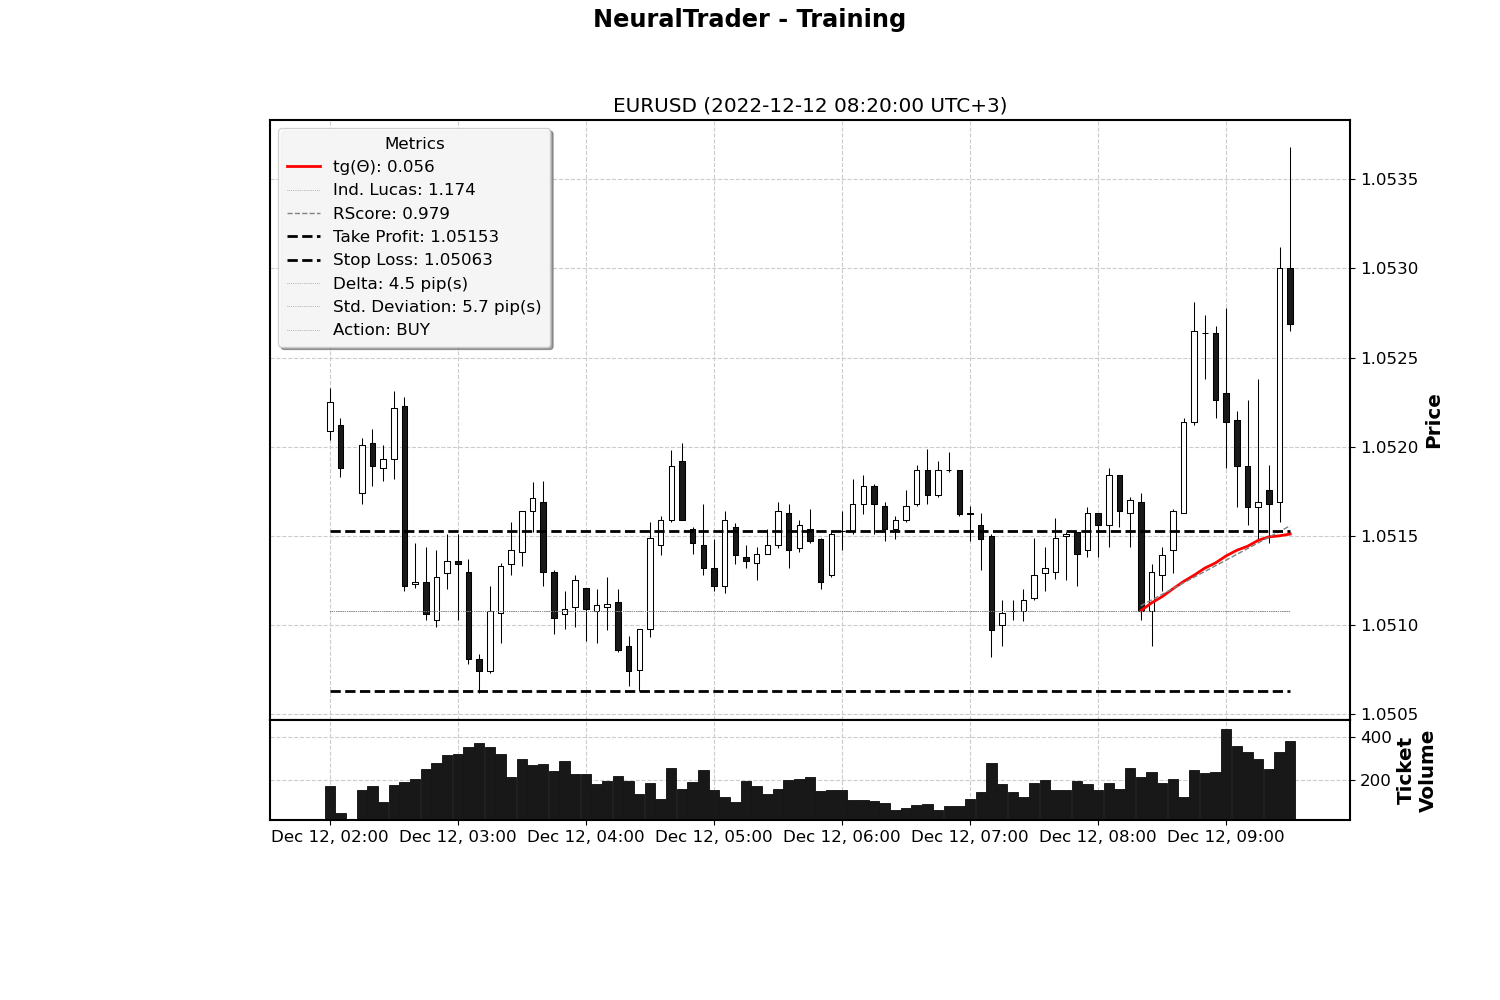 NeuralTrader - Training
EURUSD (2022-12-12 08:20:00 UTC+3)
Metrics
tg(Θ): 0.056
Ind. Lucas: 1.174
RScore: 0.979
Take Profit: 1.05153
Stop Loss: 1.05063
Delta: 4.5 pip(s)
Std. Deviation: 5.7 pip(s)
Action: BUY
1.0535
1.0530
1.0525
1.0520
1.0515
1.0510
1.0505
Price
400
200
Ticket
Volume
Dec 12, 02:00 Dec 12, 03:00 Dec 12, 04:00 Dec 12, 05:00 Dec 12, 06:00 Dec 12, 07:00 Dec 12, 08:00 Dec 12, 09:00